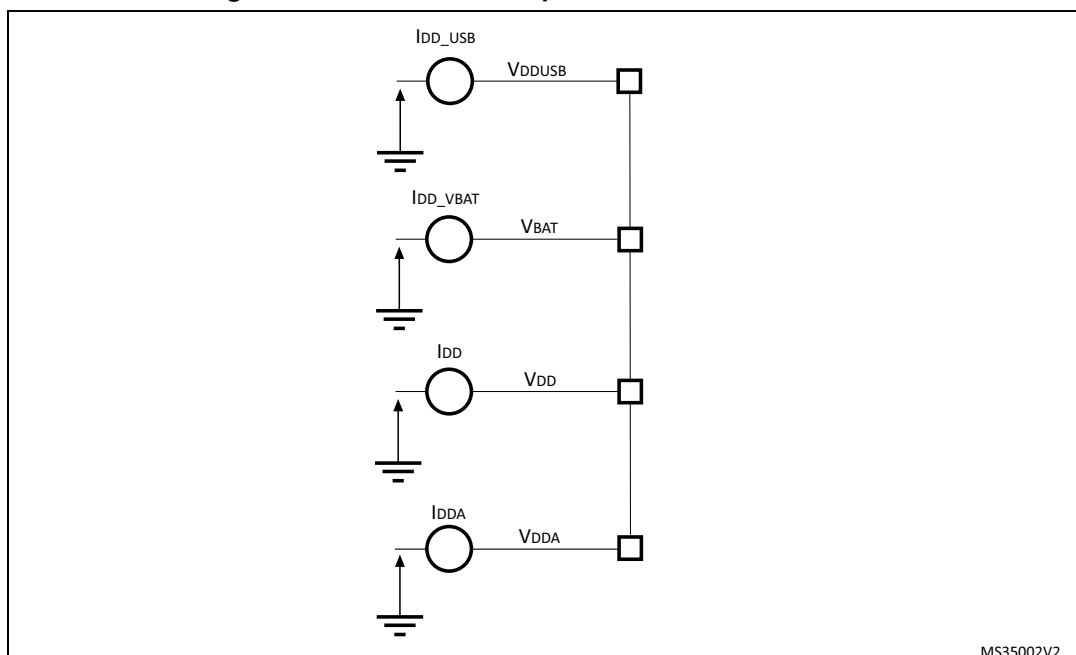 IDD_USB
VDDUSB
IDD_VBAT
VBAT
IDD
VDD
IDDA
VDDA
MS35002V2